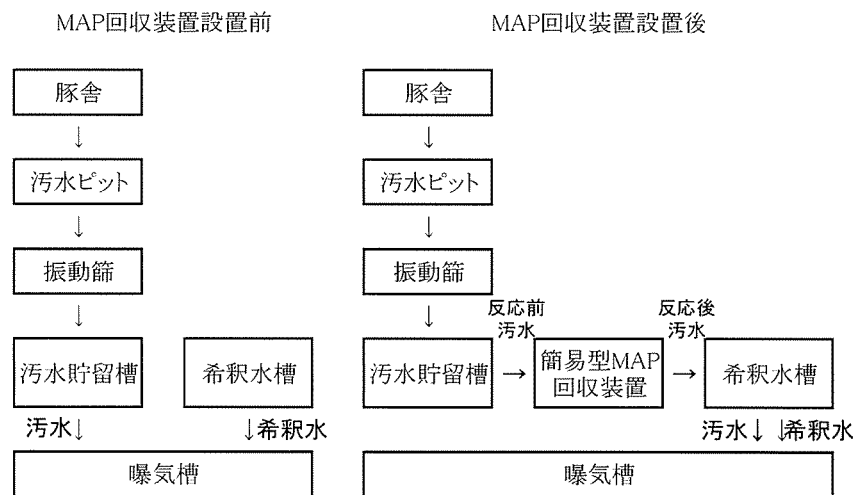 MAP回収装置設置前
豚舎
↓
汚水ピット
↓
振動篩
↓
汚水貯留槽
希釈水槽
汚水↓
↓希釈水
曝気槽
MAP回収装置設置後
豚舎
↓
汚水ピット
↓
振動篩
↓
汚水貯留槽
反応前
汚水
→
簡易型MAP
回収装置
反応後
汚水
→
希釈水槽
汚水↓
↓希釈水
曝気槽